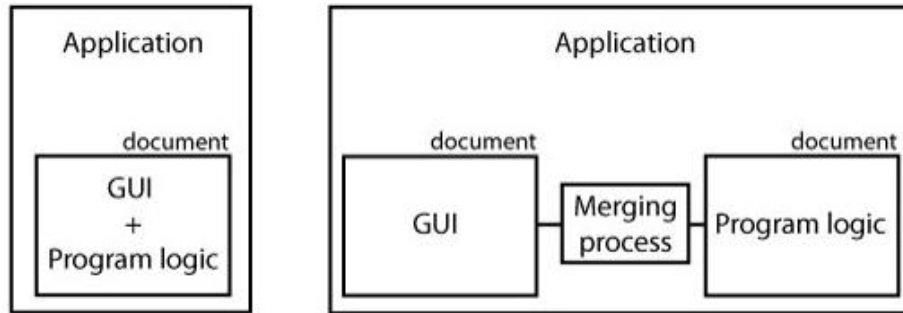 Application
document
GUI
+
Program logic
Application
document
GUI
Merging
process
document
Program logic